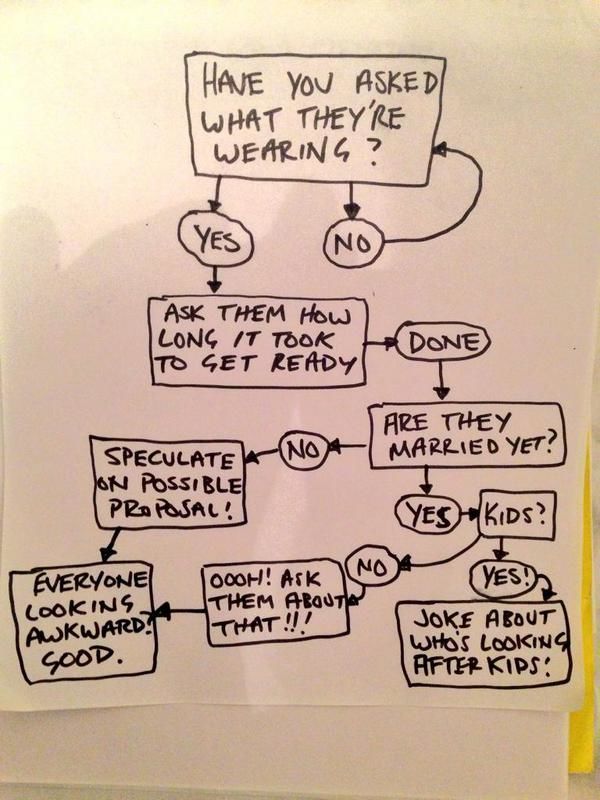 HAVE YOU ASKED
WHAT THEY'RE
WEARING?
YES
NO
ASK THEM HOW
LONG IT TOOK
TO GET READY
DONE
ARE THEY
MARRIED YET?
NO
SPECULATE
ON POSSIBLE
PROPOSAL!
YES
KIDS?
NO
YES!
EVERYONE
LOOKING
AWKWARD!
GOOD.
OOOH! ASK
THEM ABOUT
THAT!!!
JOKE ABOUT
WHO'S LOOKING
AFTER KIDS!